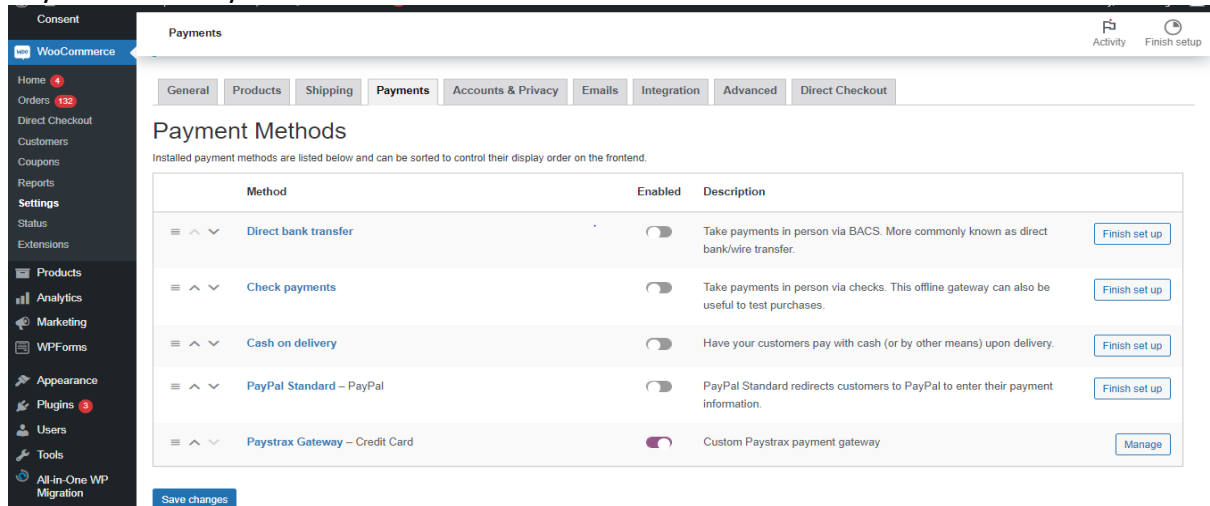 Consent
Payments
Activity
Finish setup
WooCommerce
Home 4
Orders 132
Direct Checkout
Customers
Coupons
Reports
Settings
Status
Extensions
Products
Analytics
Marketing
WPForms
Appearance
Plugins 3
Users
Tools
All-in-One WP
Migration
General Products Shipping Payments Accounts & Privacy Emails Integration Advanced Direct Checkout
Payment Methods
Installed payment methods are listed below and can be sorted to control their display order on the frontend.
Method Enabled Description
Direct bank transfer Take payments in person via BACS. More commonly known as direct Finish set up
bank/wire transfer.
Check payments Take payments in person via checks. This offline gateway can also be Finish set up
useful to test purchases.
Cash on delivery Have your customers pay with cash (or by other means) upon delivery. Finish set up
PayPal Standard – PayPal PayPal Standard redirects customers to PayPal to enter their payment Finish set up
information.
Paystrax Gateway – Credit Card Custom Paystrax payment gateway Manage
Save changes